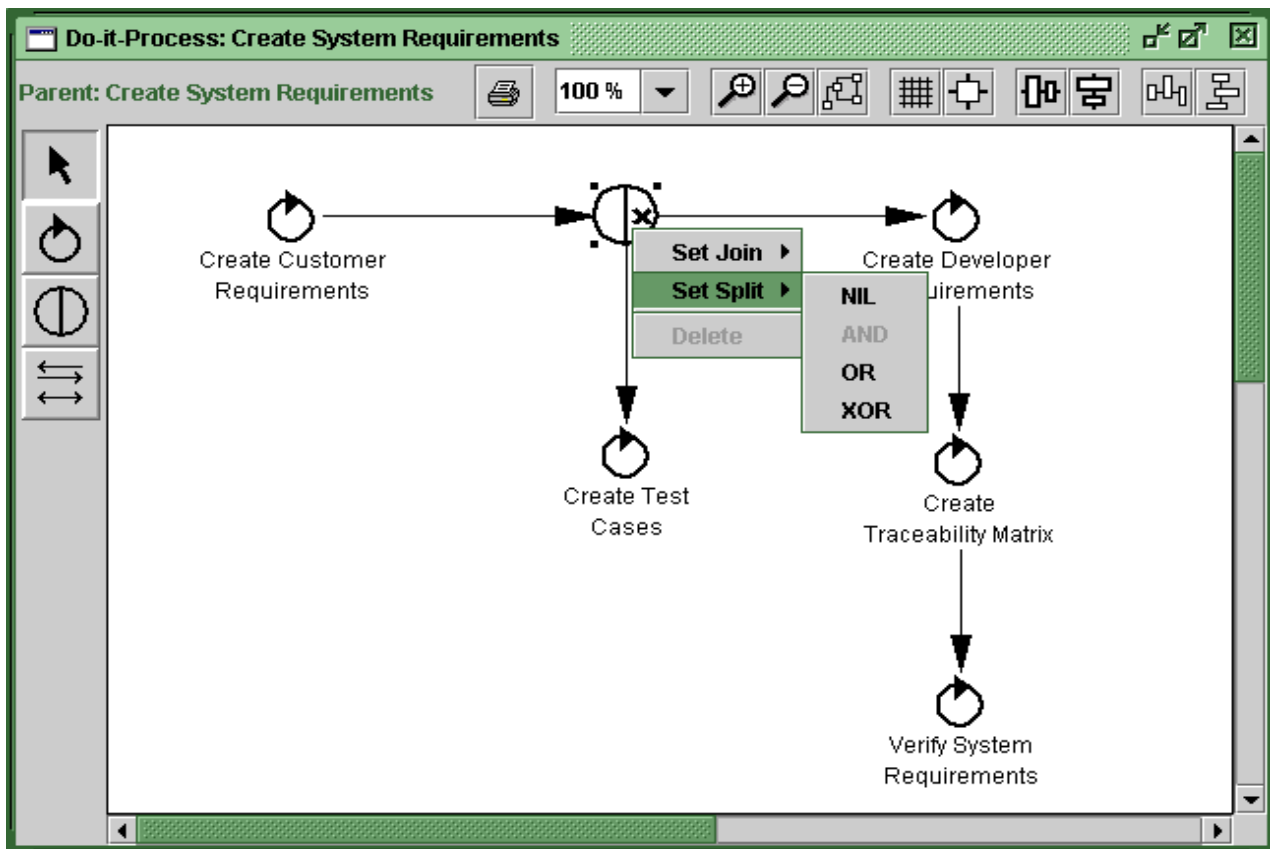 Do-it-Process: Create System Requirements
Parent: Create System Requirements
100 %
Create Customer
Requirements
Set Join
Set Split
Delete
NIL
AND
OR
XOR
Create Developer
uirements
Create Test
Cases
Create
Traceability Matrix
Verify System
Requirements